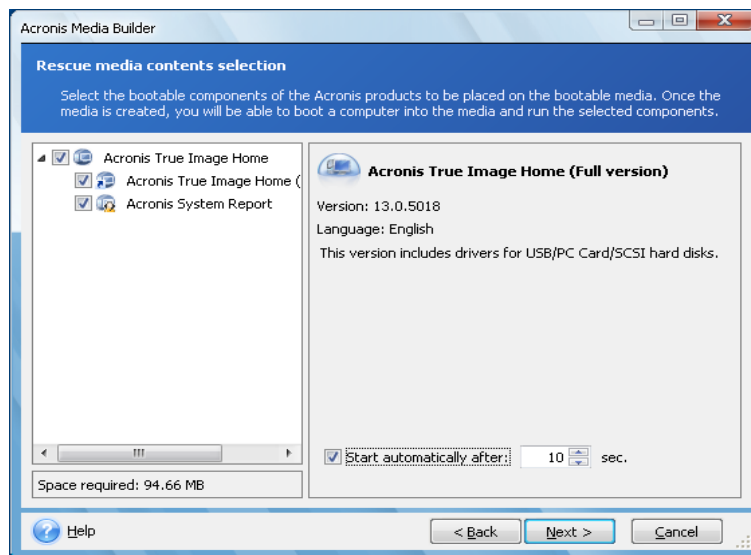 Acronis Media Builder
Rescue media contents selection
Select the bootable components of the Acronis products to be placed on the bootable media. Once the
media is created, you will be able to boot a computer into the media and run the selected components.
Acronis True Image Home
Acronis True Image Home (
Acronis System Report
Space required: 94.66 MB
Acronis True Image Home (Full version)
Version: 13.0.5018
Language: English
This version includes drivers for USB/PC Card/SCSI hard disks.
Start automatically after: 10 sec.
Help
< Back Next > Cancel